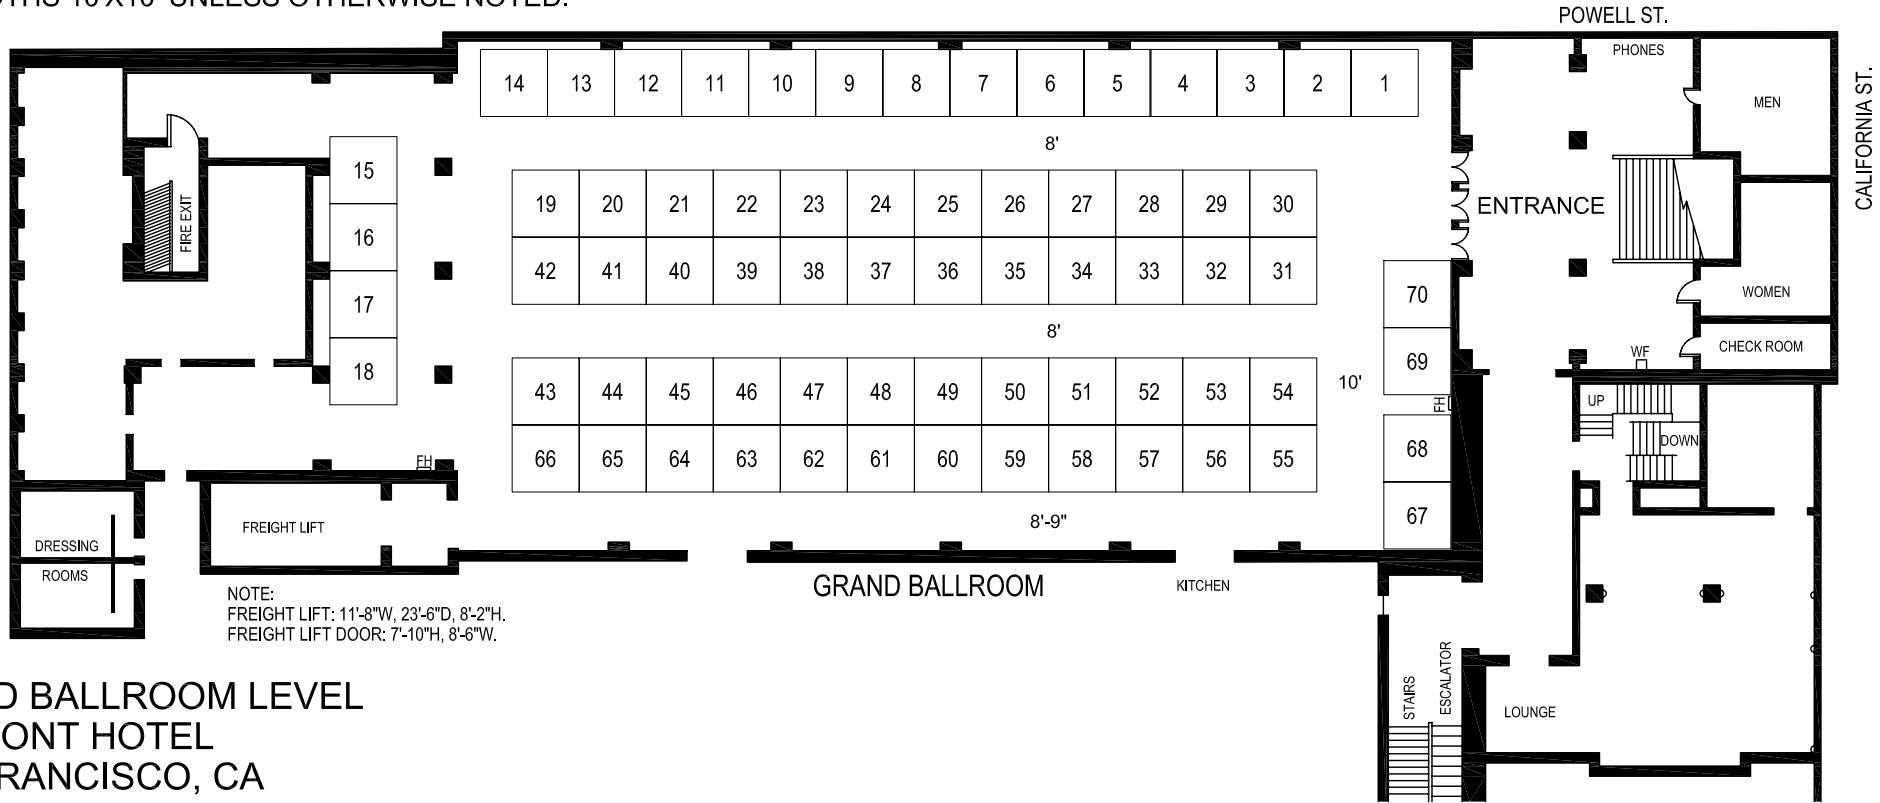 10'X10' UNLESS OTHERWISE NOTED.
POWELL ST.
PHONES
CALIFORNIA ST.
14 13 12 11 10 9 8 7 6 5 4 3 2 1
MEN
8'
15
19 20 21 22 23 24 25 26 27 28 29 30
ENTRANCE
FIRE EXIT
16
42 41 40 39 38 37 36 35 34 33 32 31
17
70
WOMEN
8'
18
69
WF
CHECK ROOM
43 44 45 46 47 48 49 50 51 52 53 54
10'
FH
UP
DOWN
66 65 64 63 62 61 60 59 58 57 56 55
68
FH
67
8'-9"
FREIGHT LIFT
DRESSING
ROOMS
GRAND BALLROOM
KITCHEN
NOTE:
FREIGHT LIFT: 11'-8"W, 23'-6"D, 8'-2"H.
FREIGHT LIFT DOOR: 7'-10"H, 8'-6"W.
STAIRS
ESCALATOR
LOUNGE
D BALLROOM LEVEL
ONT HOTEL
RANCISCO, CA